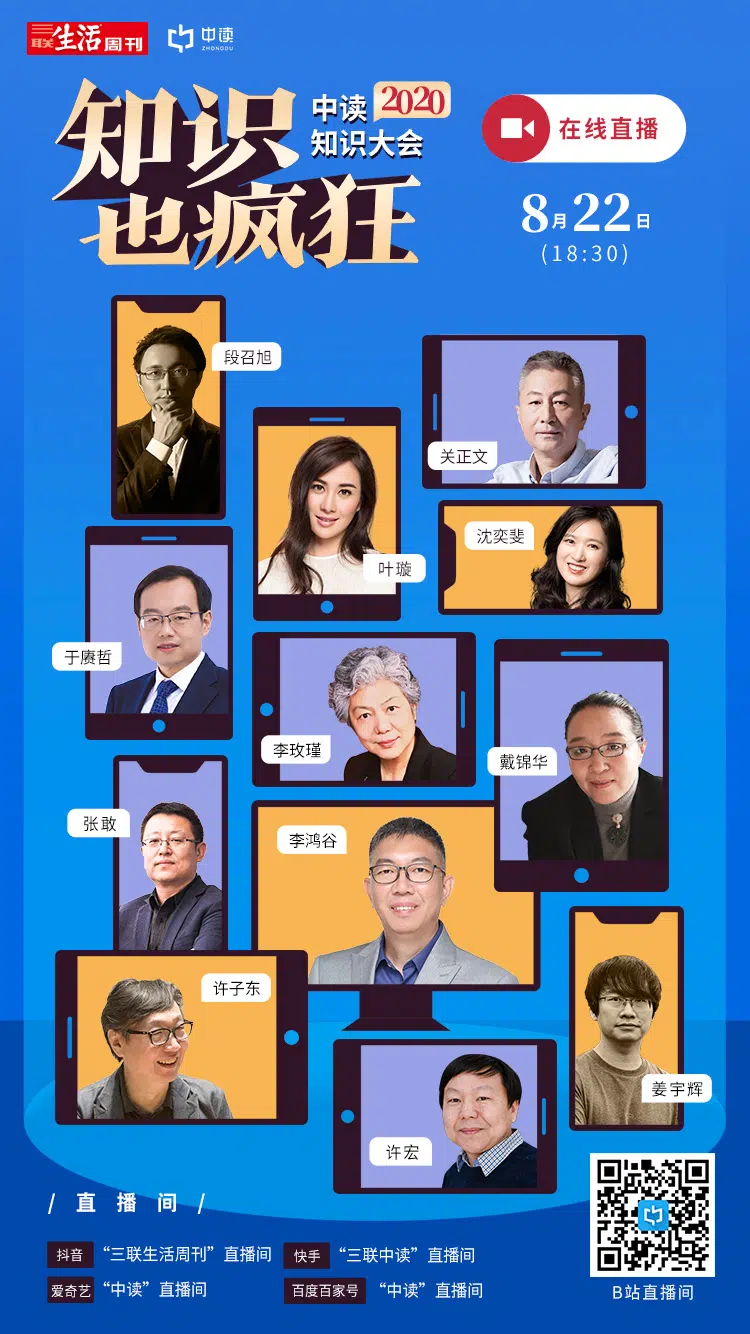 三联生活周刊
中读
ZHONGDU
知识
也疯狂
中读2020
知识大会
在线直播
8月22日
(18:30)
段召旭
关正文
叶璇
沈奕斐
于赓哲
李玫瑾
戴锦华
张敢
李鸿谷
许子东
姜宇辉
许宏
/ 直播间 /
抖音 “三联生活周刊”直播间
快手 “三联中读”直播间
爱奇艺 “中读”直播间
百度百家号 “中读”直播间
B站直播间